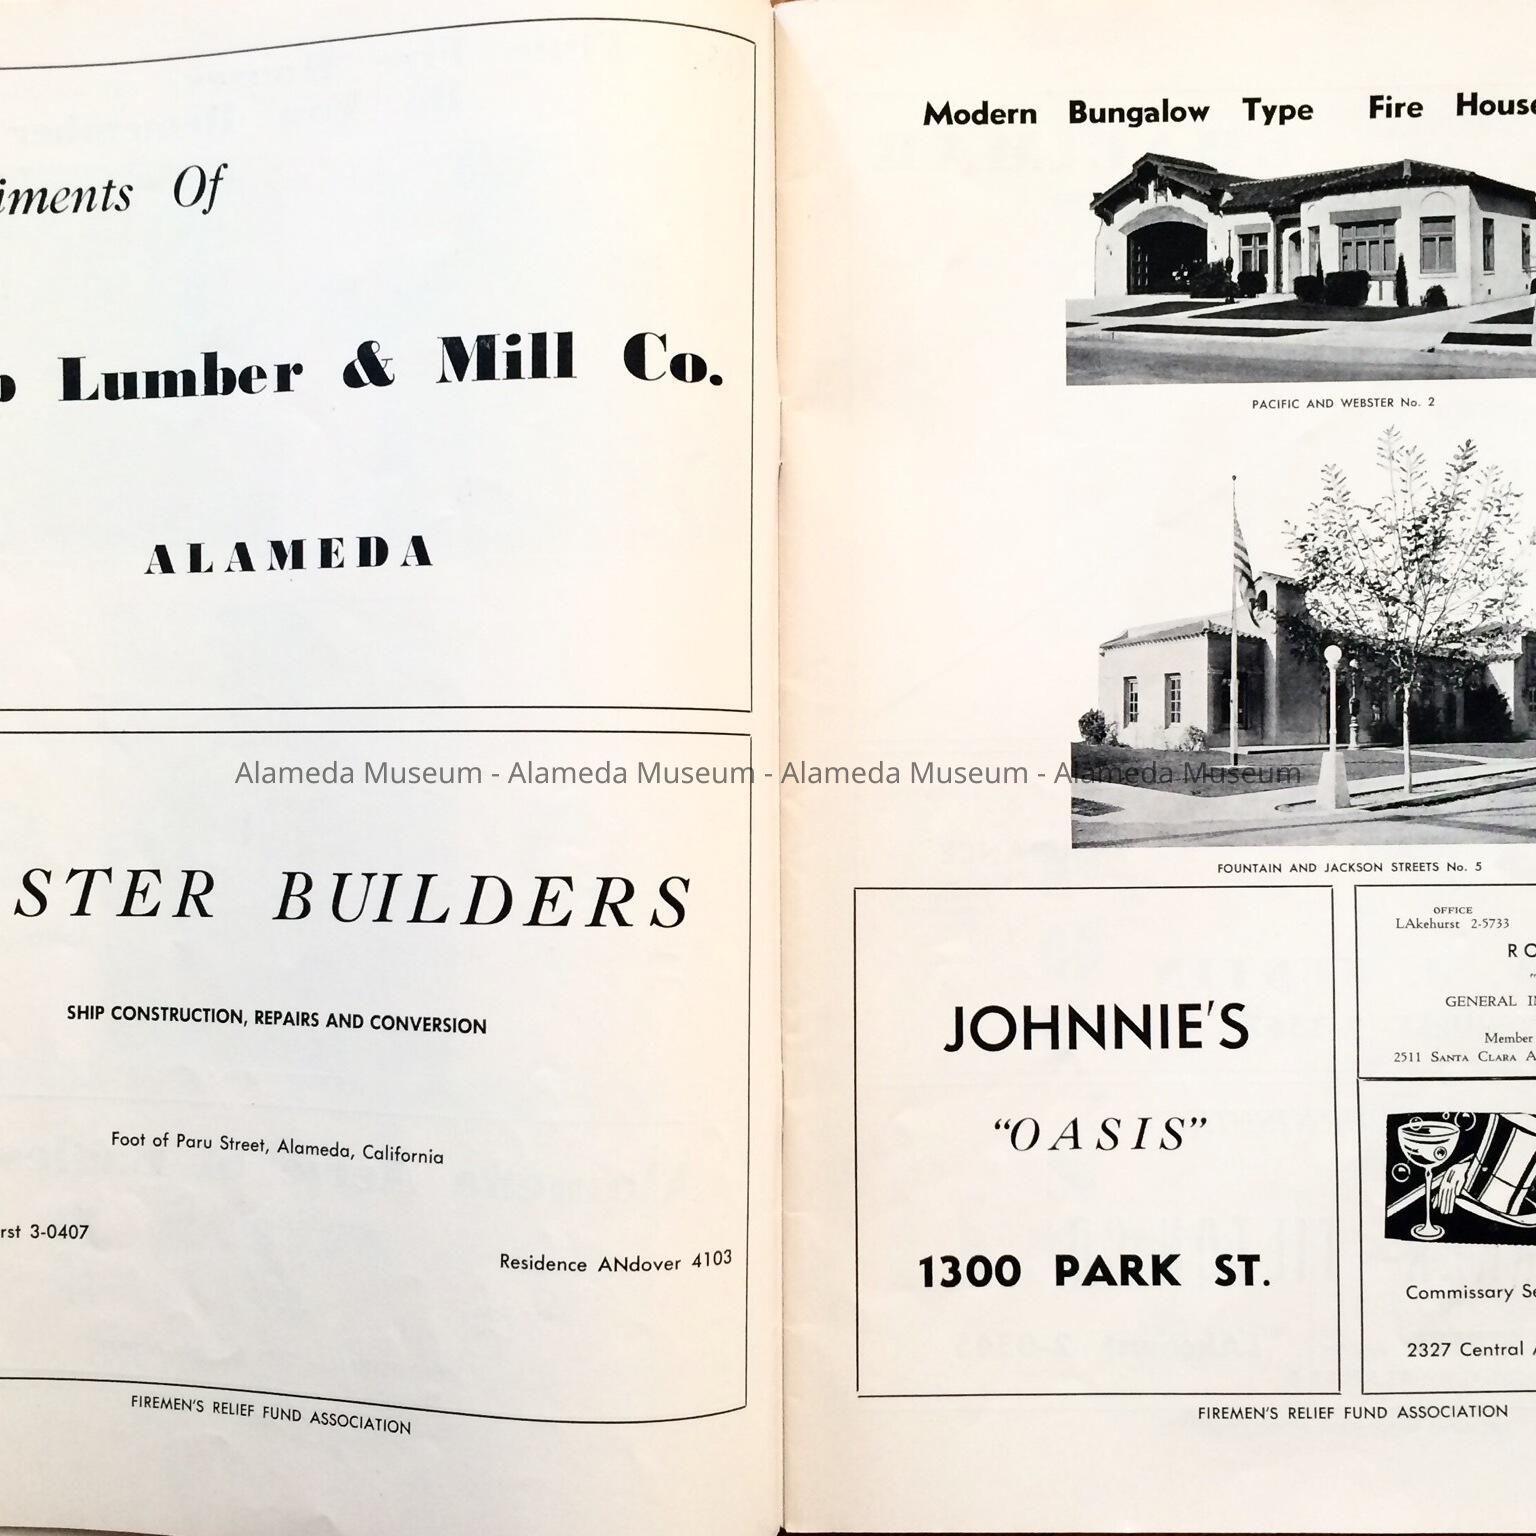 iments Of
Lumber & Mill Co.
ALAMEDA
STER BUILDERS
SHIP CONSTRUCTION, REPAIRS AND CONVERSION
Foot of Paru Street, Alameda, California
rst 3-0407
Residence ANdover 4103
FIREMEN'S RELIEF FUND ASSOCIATION
Modern Bungalow Type Fire House
PACIFIC AND WEBSTER No. 2
FOUNTAIN AND JACKSON STREETS No. 5
JOHNNIE'S
"OASIS"
1300 PARK ST.
OFFICE
LAkehurst 2-5733
RO
GENERAL IN
Member
2511 SANTA CLARA A
Commissary Se
2327 Central A
FIREMEN'S RELIEF FUND ASSOCIATION
Alameda Museum - Alameda Museum - Alameda Museum - Alameda Museum